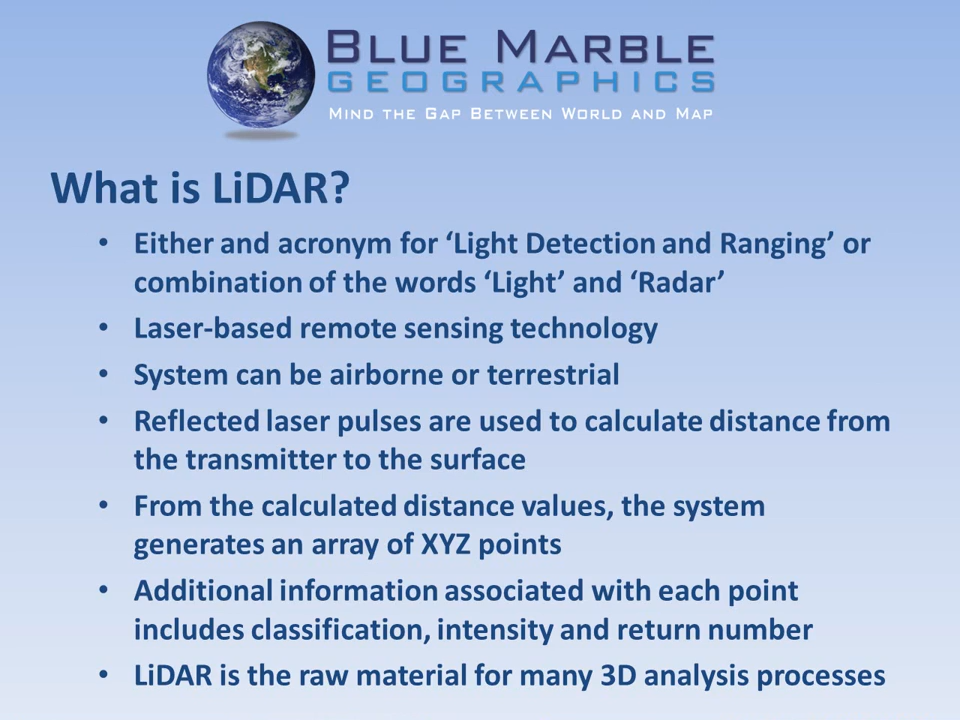 BLUE MARBLE
GEOGRAPHICS
MIND THE GAP BETWEEN WORLD AND MAP
What is LiDAR?
• Either and acronym for ‘Light Detection and Ranging’ or
combination of the words ‘Light’ and ‘Radar’
• Laser-based remote sensing technology
• System can be airborne or terrestrial
• Reflected laser pulses are used to calculate distance from
the transmitter to the surface
• From the calculated distance values, the system
generates an array of XYZ points
• Additional information associated with each point
includes classification, intensity and return number
• LiDAR is the raw material for many 3D analysis processes